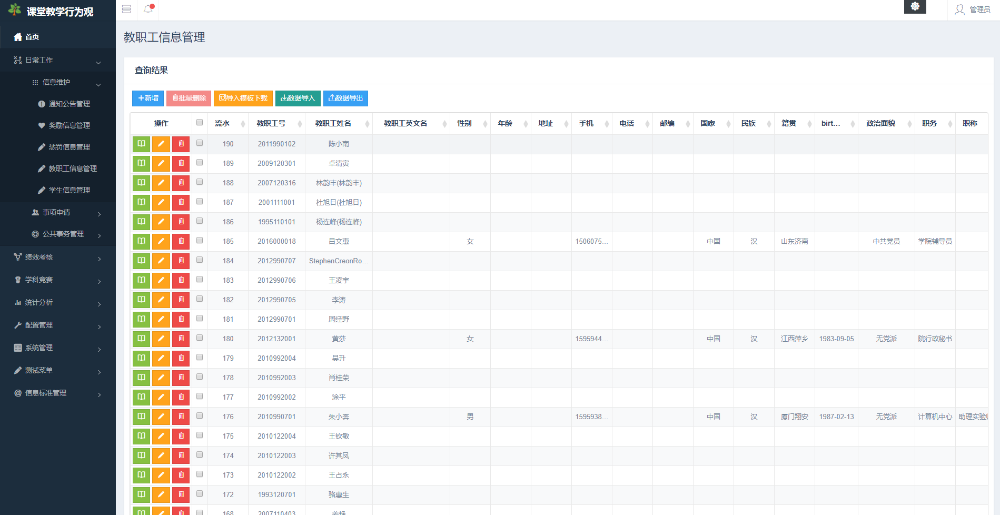 课堂教学行为观
管理员
首页
日常工作
信息维护
通知公告管理
奖励信息管理
惩罚信息管理
教职工信息管理
学生信息管理
事项申请
公共事务管理
绩效考核
学科竞赛
统计分析
配置管理
系统管理
测试菜单
信息标准管理
教职工信息管理
查询结果
新增 批量删除 导入模板下载 数据导入 数据导出
操作 流水 教职工号 教职工姓名 教职工英文名 性别 年龄 地址 手机 电话 邮编 国家 民族 籍贯 birt... 政治面貌 职务 职称
190 2011990102 陈小南
189 2009120301 卓清寅
188 2007120316 林韵丰(林韵丰)
187 2001111001 杜旭日(杜旭日)
186 1995110101 杨连峰(杨连峰)
185 2016000018 吕文惠 女 1506075... 中国 汉 山东济南 中共党员 学院辅导员
184 2012990707 StephenCreonRo...
183 2012990706 王凌宇
182 2012990705 李涛
181 2012990701 周经野
180 2012132001 黄莎 女 1595944... 中国 汉 江西萍乡 1983-09-05 无党派 院行政秘书
179 2010992004 吴升
178 2010992003 肖桂荣
177 2010992002 涂平
176 2010990701 朱小奔 男 1595938... 中国 汉 厦门翔安 1987-02-13 无党派 计算机中心 助理实验
175 2010122004 王钦敏
174 2010122003 许其凤
173 2010122002 王占永
172 1993120701 骆惠生
168 2007110403 姜艳